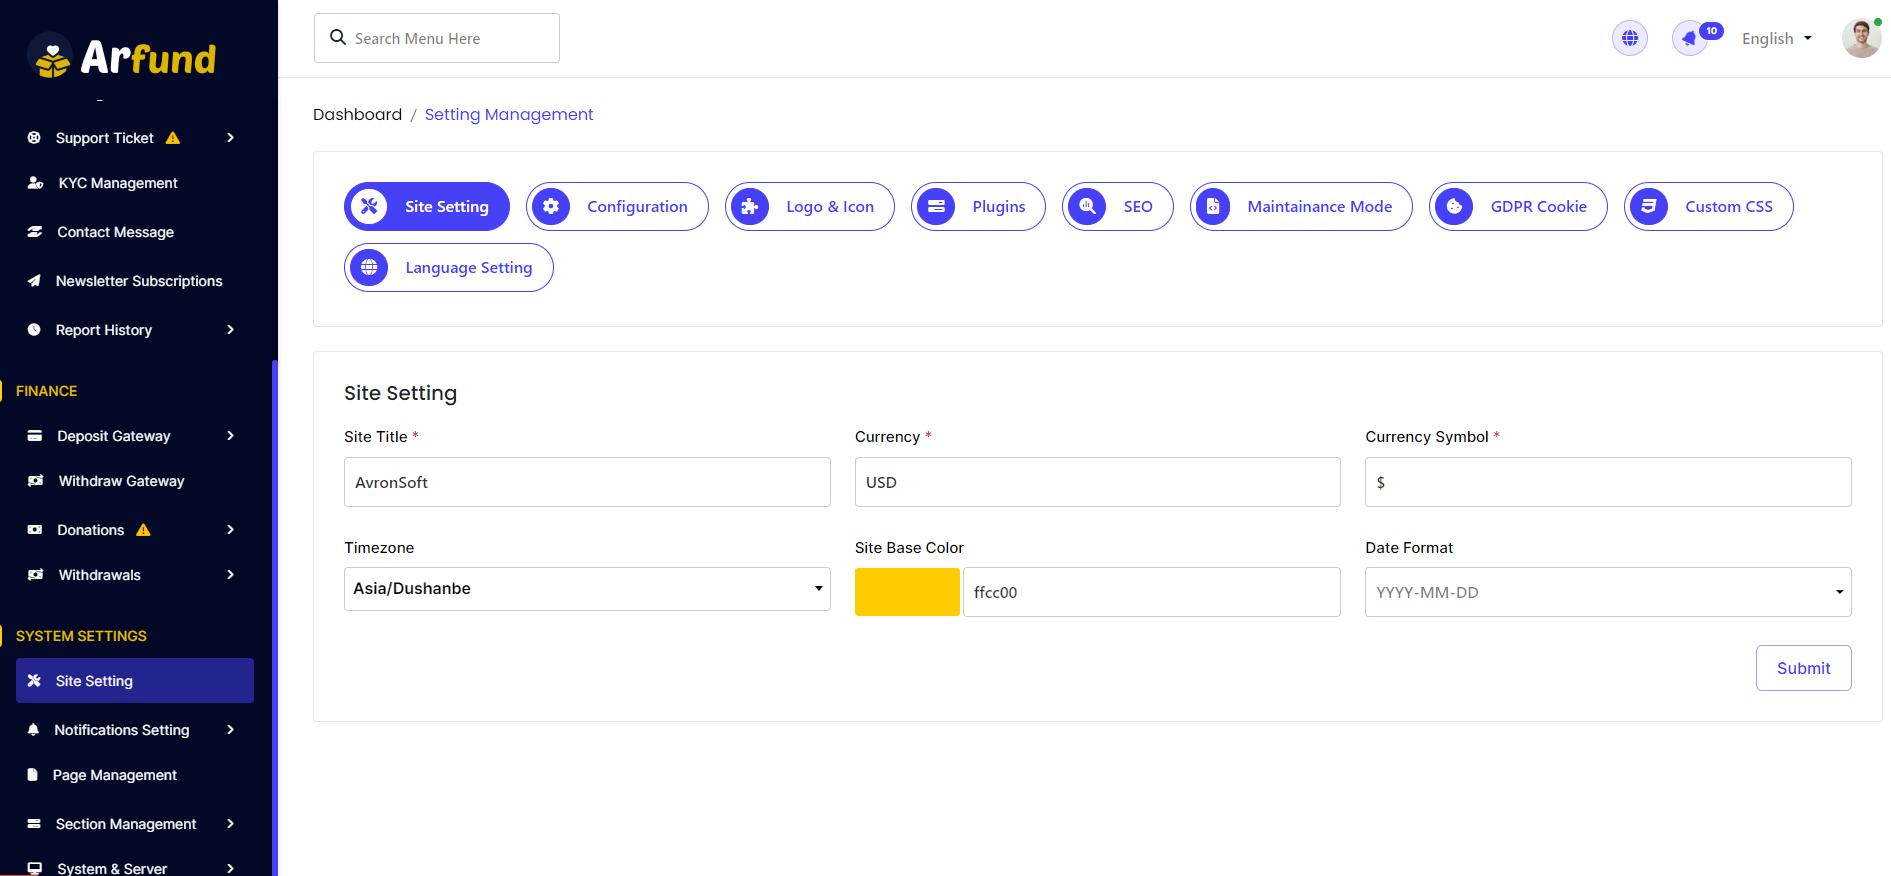 Arfund
Support Ticket
KYC Management
Contact Message
Newsletter Subscriptions
Report History
FINANCE
Deposit Gateway
Withdraw Gateway
Donations
Withdrawals
SYSTEM SETTINGS
Site Setting
Notifications Setting
Page Management
Section Management
System & Server
Search Menu Here
10
English
Dashboard / Setting Management
Site Setting
Configuration
Logo & Icon
Plugins
SEO
Maintainance Mode
GDPR Cookie
Custom CSS
Language Setting
Site Setting
Site Title *
AvronSoft
Currency *
USD
Currency Symbol *
$
Timezone
Asia/Dushanbe
Site Base Color
ffcc00
Date Format
YYYY-MM-DD
Submit